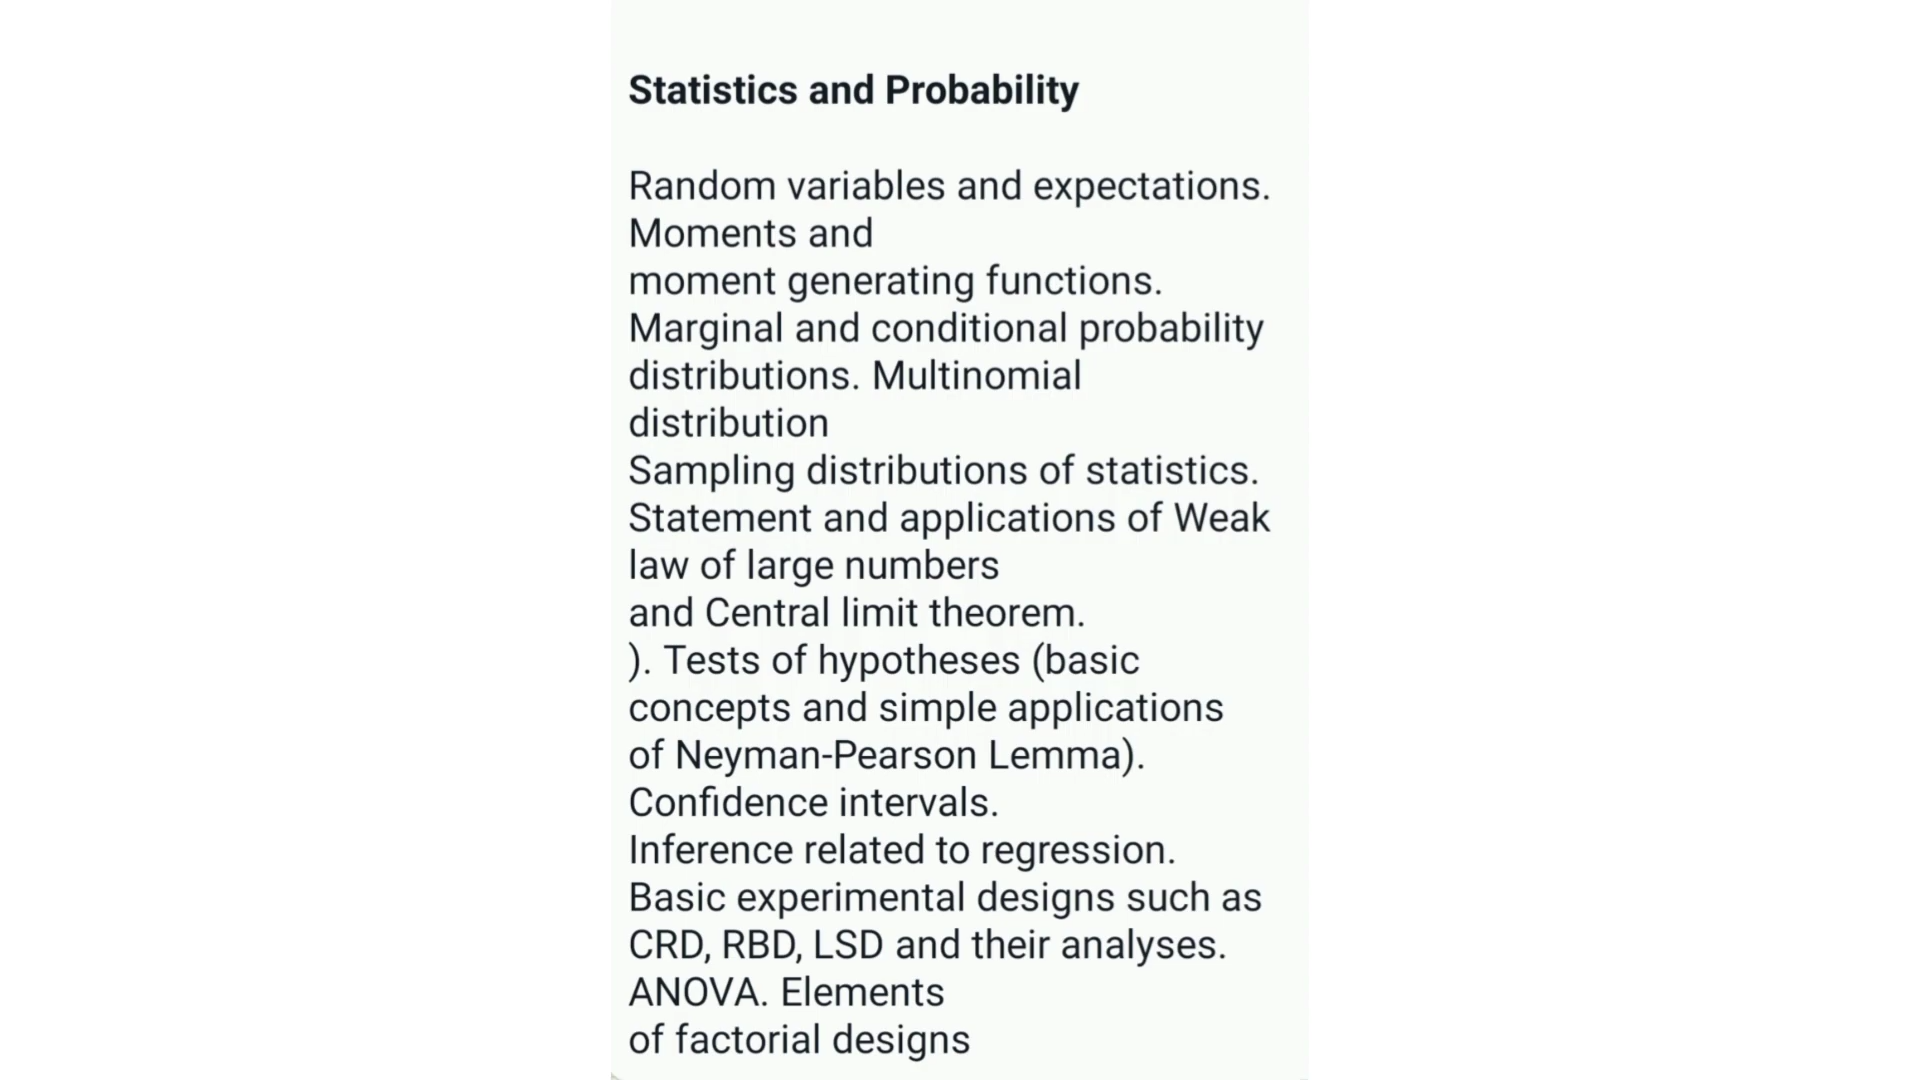 Statistics and Probability
Random variables and expectations.
Moments and
moment generating functions.
Marginal and conditional probability
distributions. Multinomial
distribution
Sampling distributions of statistics.
Statement and applications of Weak
law of large numbers
and Central limit theorem.
). Tests of hypotheses (basic
concepts and simple applications
of Neyman-Pearson Lemma).
Confidence intervals.
Inference related to regression.
Basic experimental designs such as
CRD, RBD, LSD and their analyses.
ANOVA. Elements
of factorial designs